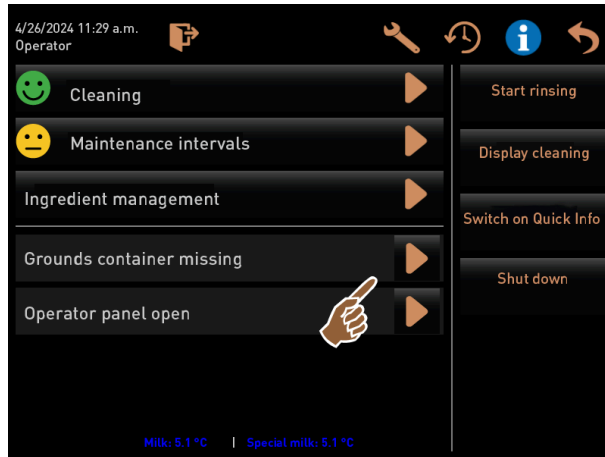 4/26/2024 11:29 a.m.
Operator
Cleaning
Maintenance intervals
Ingredient management
Grounds container missing
Operator panel open
Start rinsing
Display cleaning
Switch on Quick Info
Shut down
Milk: 5.1 °C | Special milk: 5.1 °C